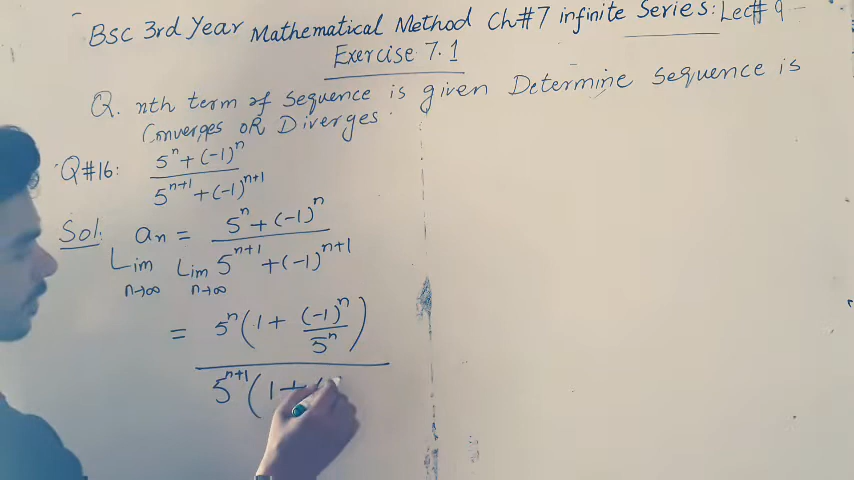 Bsc 3rd Year Mathematical Method Ch#7 infinite Series: Lec# 9
Exercise 7.1
Q. nth term of sequence is given Determine sequence is
Converges OR Diverges.
Q#16: 5^n + (-1)^n / 5^{n+1} + (-1)^{n+1}
Sol: an = 5^n + (-1)^n / 5^{n+1} + (-1)^{n+1}
Lim n→∞ Lim n→∞
= 5^n (1 + (-1)^n / 5^n)
5^{n+1} (1 +